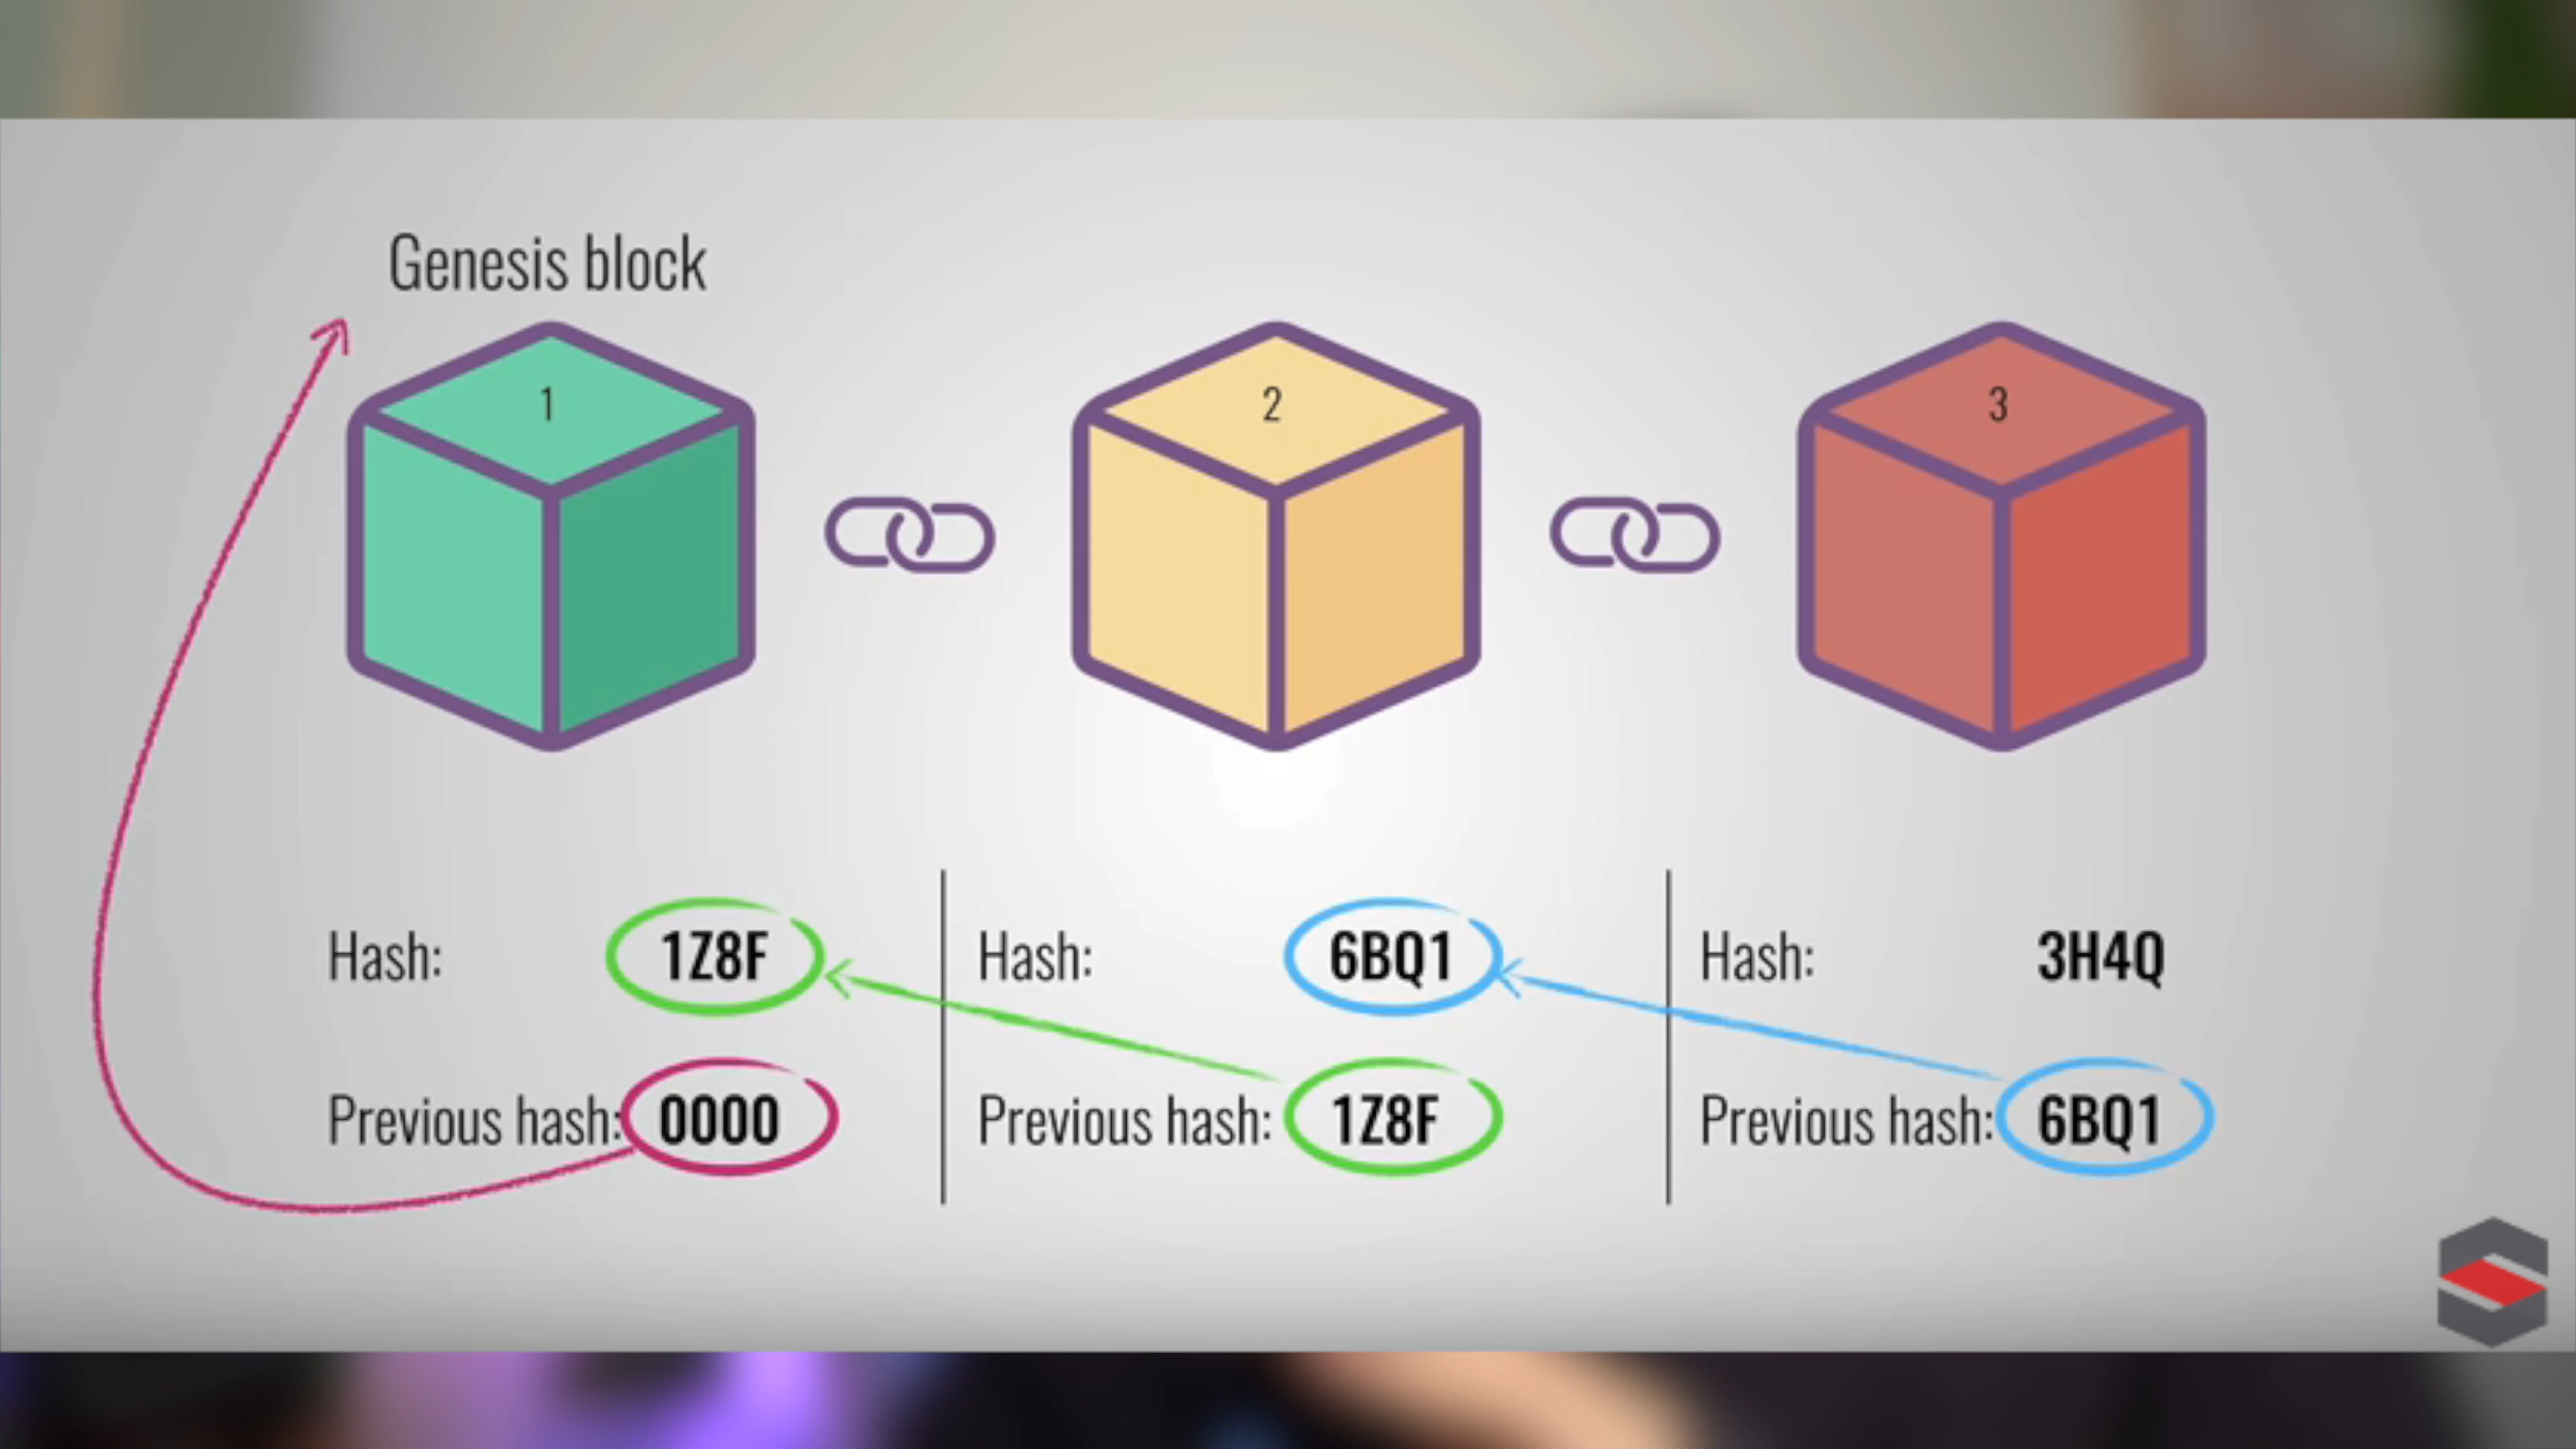 Genesis block
1
2
3
Hash: 1Z8F
Previous hash: 0000
Hash: 6BQ1
Previous hash: 1Z8F
Hash: 3H4Q
Previous hash: 6BQ1